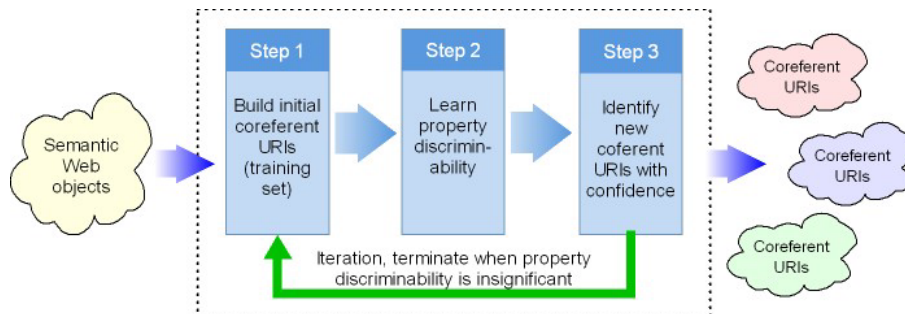 Semantic
Web
objects
Step 1
Build initial
coreferent
URIs
(training
set)
Step 2
Learn
property
discrimin-
ability
Step 3
Identify
new
coferent
URIs with
confidence
Iteration, terminate when property
discriminability is insignificant
Coreferent
URIs
Coreferent
URIs
Coreferent
URIs